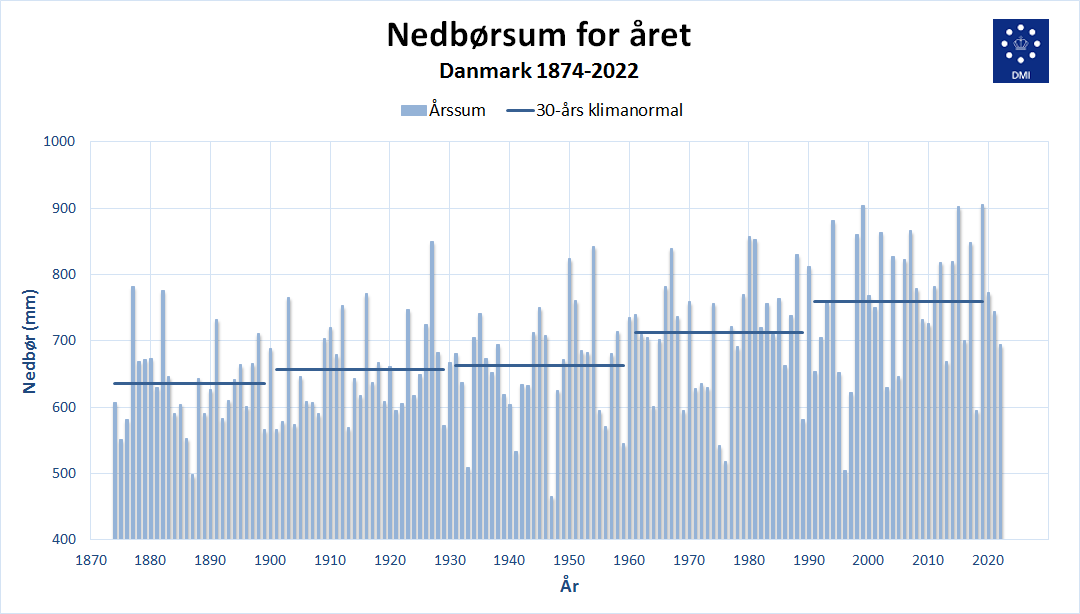 Nedbørsum for året
Danmark 1874-2022
DMI
Årssum 30-års klimanormal
Nedbør (mm)
1000
900
800
700
600
500
400
1870 1880 1890 1900 1910 1920 1930 1940 1950 1960 1970 1980 1990 2000 2010 2020
År